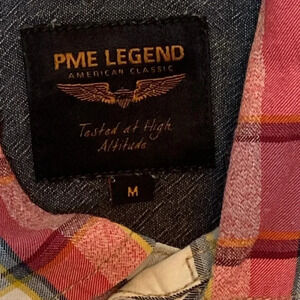 PME LEGEND
AMERICAN CLASSIC
Tested at High
Altitude
M